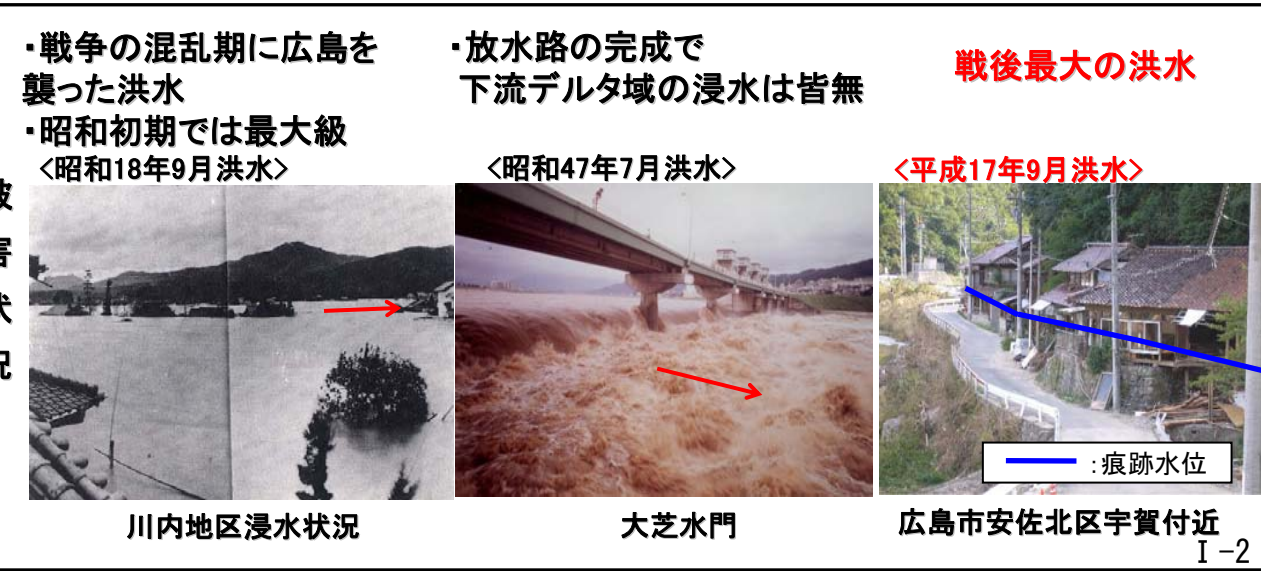 ・戦争の混乱期に広島を
襲った洪水
・昭和初期では最大級
<昭和18年9月洪水>
・放水路の完成で
下流デルタ域の浸水は皆無
<昭和47年7月洪水>
戦後最大の洪水
<平成17年9月洪水>
被
害
状
況
:痕跡水位
川内地区浸水状況
大芝水門
広島市安佐北区宇賀付近
Ⅰ-2